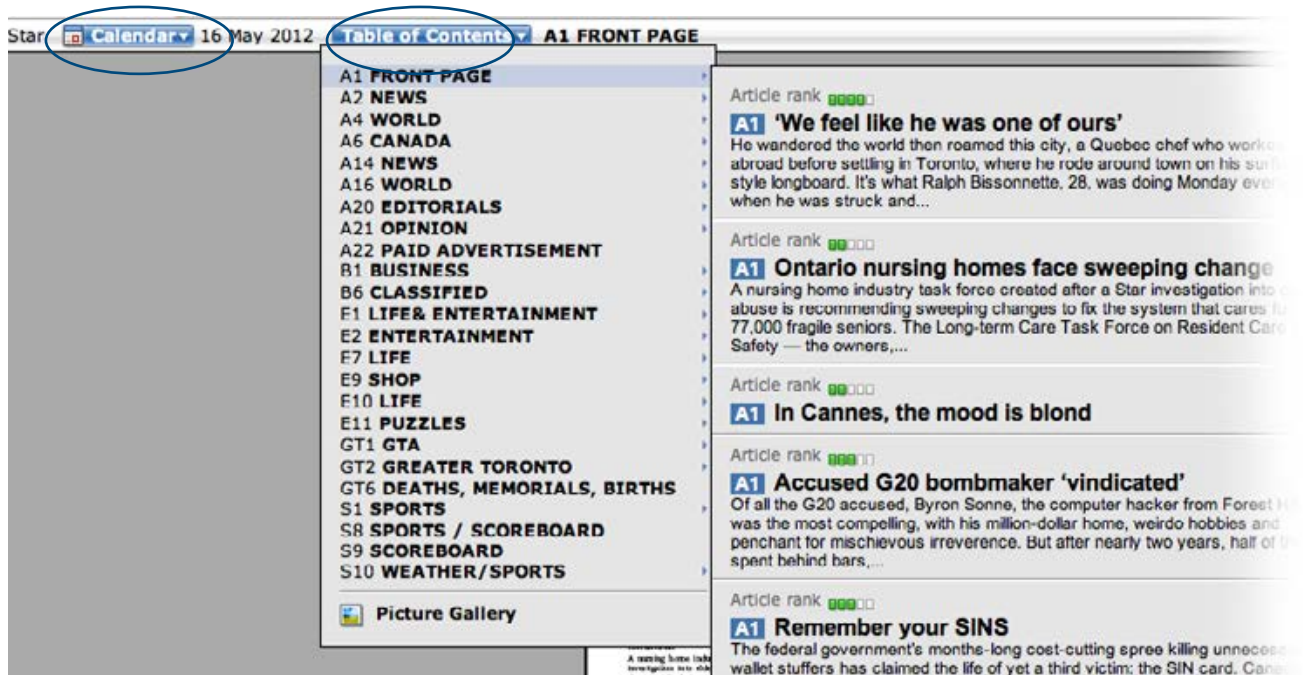 Star Calendar 16 May 2012 Table of Contents A1 FRONT PAGE
A1 FRONT PAGE
A2 NEWS
A4 WORLD
A6 CANADA
A14 NEWS
A16 WORLD
A20 EDITORIALS
A21 OPINION
A22 PAID ADVERTISEMENT
B1 BUSINESS
B6 CLASSIFIED
E1 LIFE& ENTERTAINMENT
E2 ENTERTAINMENT
E7 LIFE
E9 SHOP
E10 LIFE
E11 PUZZLES
GT1 GTA
GT2 GREATER TORONTO
GT6 DEATHS, MEMORIALS, BIRTHS
S1 SPORTS
S8 SPORTS / SCOREBOARD
S9 SCOREBOARD
S10 WEATHER/SPORTS
Picture Gallery
Article rank
A1 ‘We feel like he was one of ours’
He wandered the world then roamed this city, a Quebec chef who
abroad before settling in Toronto, where he rode around town on his
style longboard. It's what Ralph Bissonnette, 28, was doing Monday
when he was struck and...
Article rank
A1 Ontario nursing homes face sweeping change
A nursing home industry task force created after a Star investigation into
abuse is recommending sweeping changes to fix the system that cares
77,000 fragile seniors. The Long-term Care Task Force on Resident
Safety — the owners,...
Article rank
A1 In Cannes, the mood is blond
Article rank
A1 Accused G20 bombmaker ‘vindicated’
Of all the G20 accused, Byron Sonne, the computer hacker from Forest
was the most compelling, with his million-dollar home, weirdo hobbies and
penchant for mischievous irreverence. But after nearly two years, half of
spent behind bars,...
Article rank
A1 Remember your SINS
The federal government's months-long cost-cutting spree killing
wallet stuffers has claimed the life of yet a third victim: the SIN card.
A nursing home